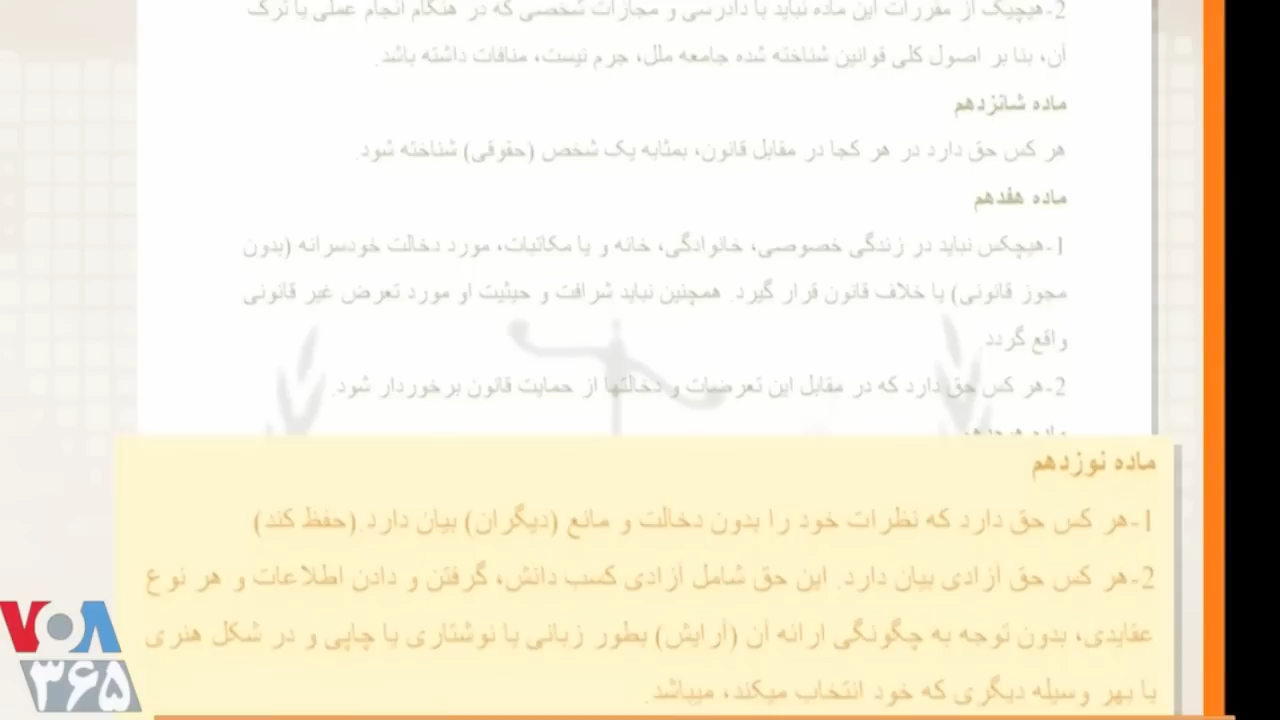 2-هیچیک از مقررات این ماده نباید با دادرسی و مجازات شخصی که در هنگام انجام عملی یا ترک
آن، بنا بر اصول کلی قوانین شناخته شده جامعه ملل، جرم نیست، منافات داشته باشد.
ماده شانزدهم
هر کس حق دارد در هر کجا در مقابل قانون، بمثابه یک شخص (حقوقی) شناخته شود.
ماده هفدهم
1-هیچکس نباید در زندگی خصوصی، خانوادگی، خانه و یا مکاتبات، مورد دخالت خودسرانه (بدون
مجوز قانونی) یا خلاف قانون قرار گیرد. همچنین نباید شرافت و حیثیت او مورد تعرض غیر قانونی
واقع گردد
2-هر کس حق دارد که در مقابل این تعرضات و دخالتها از حمایت قانون برخوردار شود.
ماده هیجدهم
ماده نوزدهم
1-هر کس حق دارد که نظرات خود را بدون دخالت و مانع (دیگران) بیان دارد.(حفظ کند)
2-هر کس حق آزادی بیان دارد. این حق شامل آزادی کسب دانش، گرفتن و دادن اطلاعات و هر نوع
عقایدی، بدون توجه به چگونگی ارائه آن (آرایش) بطور زبانی یا نوشتاری یا چاپی و در شکل هنری
یا بهر وسیله دیگری که خود انتخاب میکند، میباشد.
VOA
۳۶۵